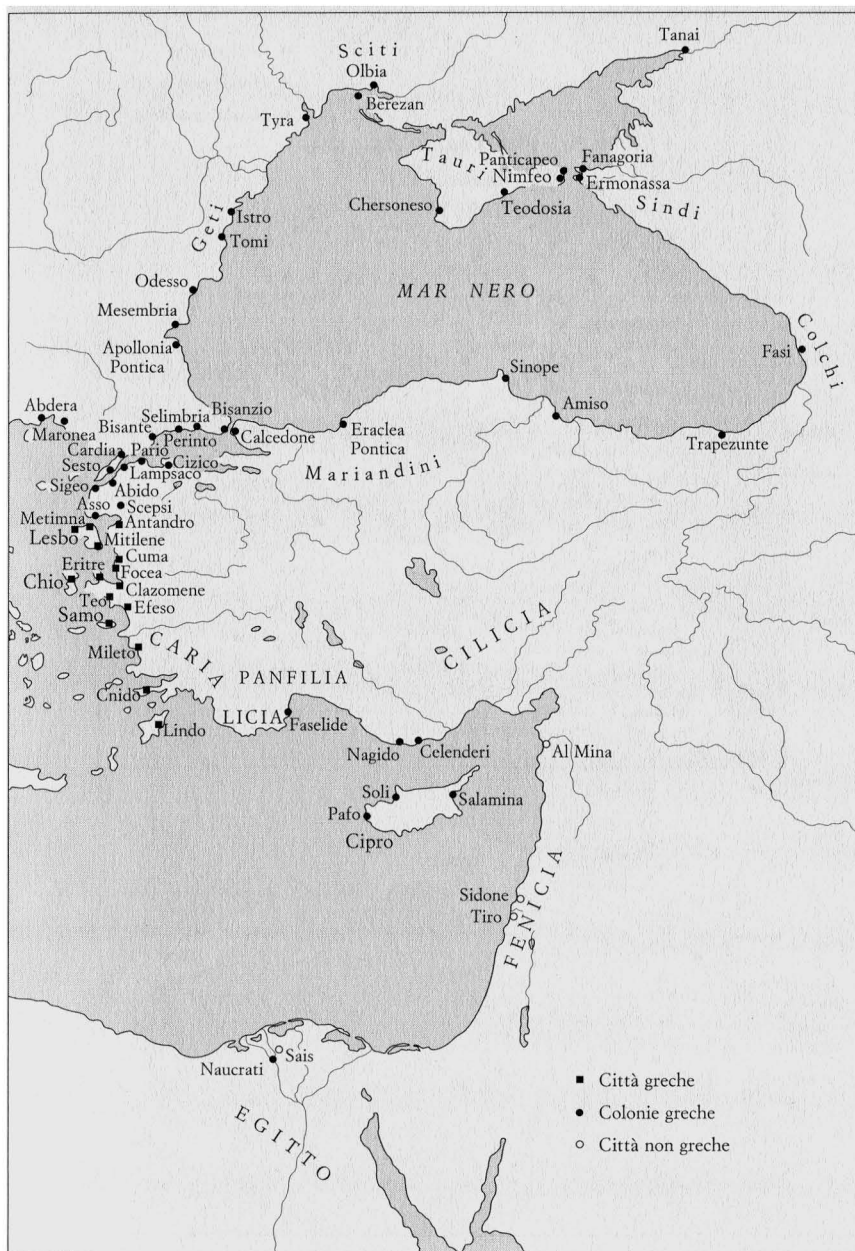 Sciti
Olbia
Berezan
Tanai
Tyra
Tauri
Panticapeo
Nimfeo
Fanagoria
Ermonassa
Teodosia
Sindi
Chersoneso
Geti
Istro
Tomi
Odesso
MAR NERO
Mesembria
Apollonia
Pontica
Colchi
Fasi
Sinope
Amiso
Trapezunte
Abdera
Maronea
Selimbria
Bisanzio
Bisante
Perinto
Calcedone
Eraclea
Pontica
Mariandini
Cardia
Pario
Cizico
Sesto
Lampsaco
Sigeo
Abido
Asso
Scepsi
Metimna
Antandro
Lesbo
Mitilene
Cuma
Eritre
Focea
Chio
Clazomene
Teo
Efeso
Samo
Mileto
CARIA
CILICIA
PANFILIA
Cnido
LICIA
Faselide
Lindo
Nagido
Celenderi
Al Mina
Soli
Salamina
Pafo
Cipro
FENICIA
Sidone
Tiro
Sais
Naucrati
EGITTO
Città greche
Colonie greche
Città non greche